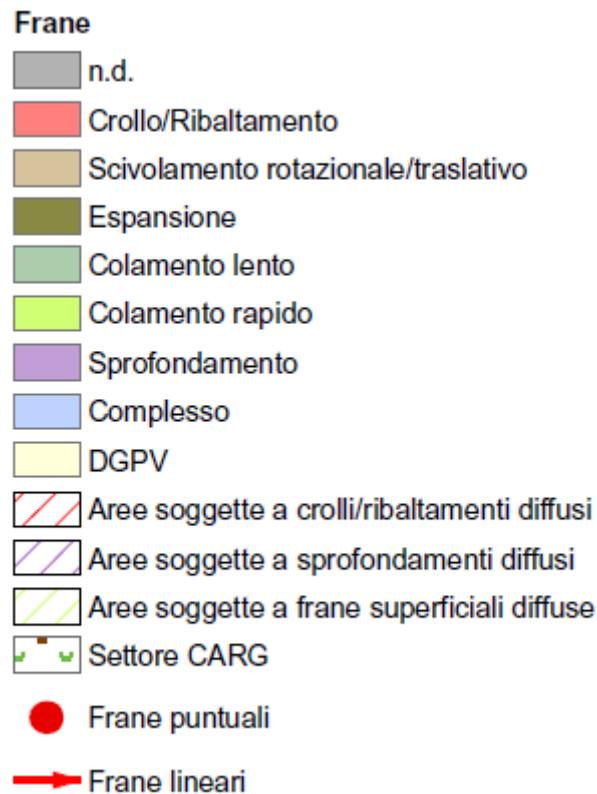 Frane
n.d.
Crollo/Ribaltamento
Scivolamento rotazionale/traslativo
Espansione
Colamento lento
Colamento rapido
Sprofondamento
Complesso
DGPV
Aree soggette a crolli/ribaltamenti diffusi
Aree soggette a sprofondamenti diffusi
Aree soggette a frane superficiali diffuse
Settore CARG
Frane puntuali
Frane lineari